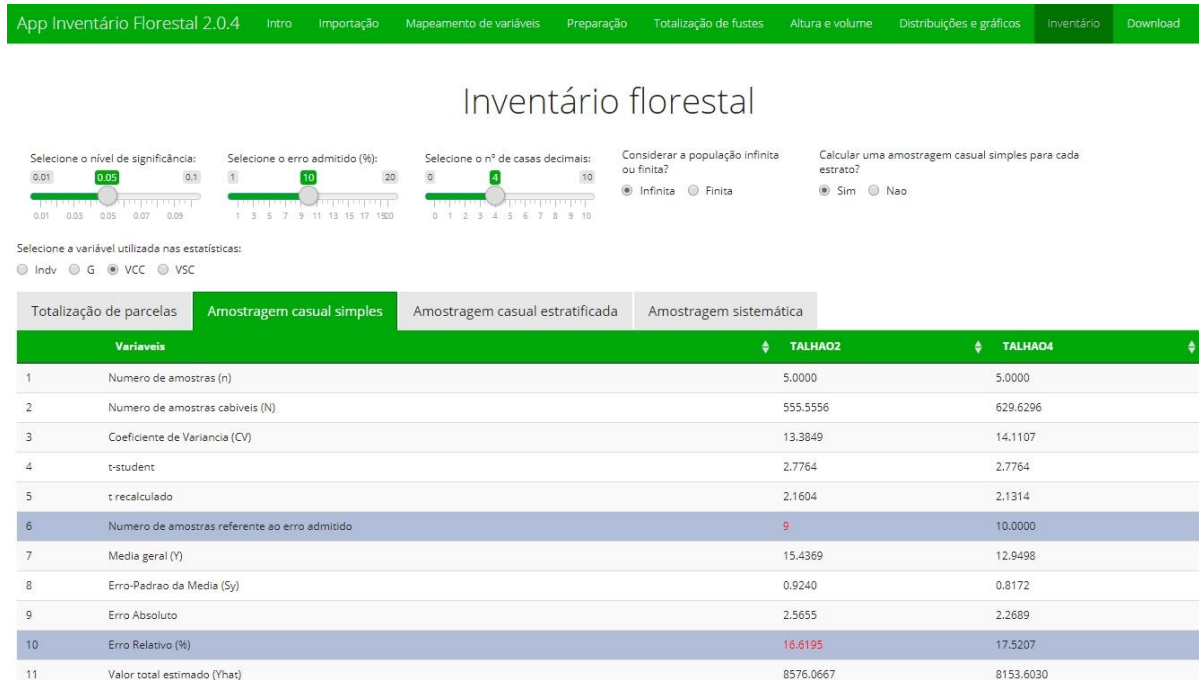 App Inventário Florestal 2.0.4 Intro Importação Mapeamento de variáveis Preparação Totalização de fustes Altura e volume Distribuições e gráficos Inventário Download
Inventário florestal
Selecione o nível de significância:
0.01 0.05 0.1
0.01 0.03 0.05 0.07 0.09
Selecione o erro admitido (%):
1 10 20
1 3 5 7 9 11 13 15 17 1920
Selecione o nº de casas decimais:
0 4 10
0 1 2 3 4 5 6 7 8 9 10
Considerar a população infinita
ou finita?
Infinita Finita
Calcular uma amostragem casual simples para cada
estrato?
Sim Nao
Selecione a variável utilizada nas estatísticas:
Indv G VCC VSC
Totalização de parcelas Amostragem casual simples Amostragem casual estratificada Amostragem sistemática
Variaveis TALHAO2 TALHAO4
1 Numero de amostras (n) 5.0000 5.0000
2 Numero de amostras cabiveis (N) 555.5556 629.6296
3 Coeficiente de Variancia (CV) 13.3849 14.1107
4 t-student 2.7764 2.7764
5 t recalculado 2.1604 2.1314
6 Numero de amostras referente ao erro admitido 9 10.0000
7 Media geral (Y) 15.4369 12.9498
8 Erro-Padrao da Media (Sy) 0.9240 0.8172
9 Erro Absoluto 2.5655 2.2689
10 Erro Relativo (%) 16.6195 17.5207
11 Valor total estimado (Yhat) 8576.0667 8153.6030